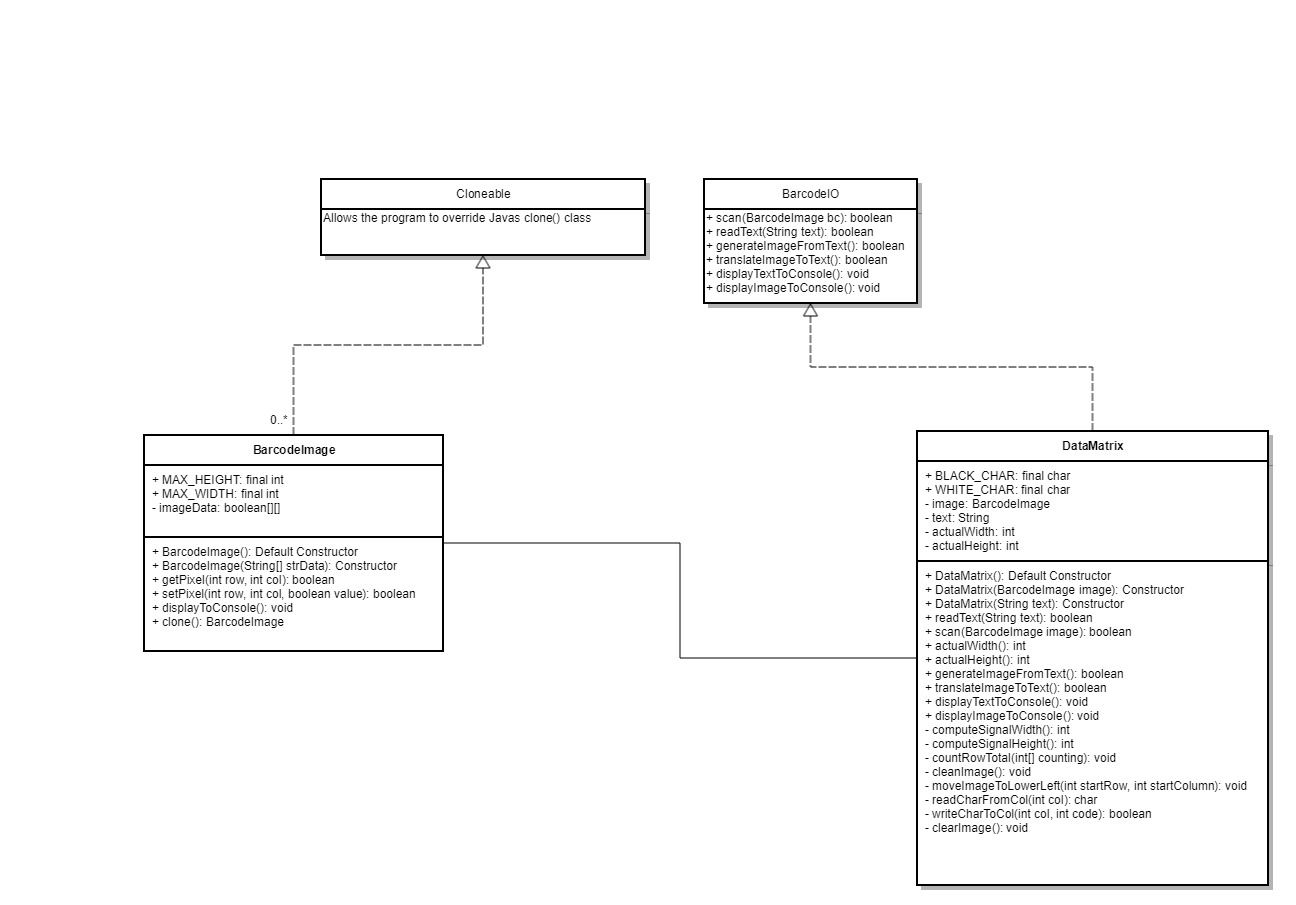 Cloneable
Allows the program to override Javas clone() class
BarcodeIO
+ scan(BarcodeImage bc): boolean
+ readText(String text): boolean
+ generateImageFromText(): boolean
+ translateImageToText(): boolean
+ displayTextToConsole(): void
+ displayImageToConsole(): void
0..*
BarcodeImage
+ MAX_HEIGHT: final int
+ MAX_WIDTH: final int
- imageData: boolean[][]
+ BarcodeImage(): Default Constructor
+ BarcodeImage(String[] strData): Constructor
+ getPixel(int row, int col): boolean
+ setPixel(int row, int col, boolean value): boolean
+ displayToConsole(): void
+ clone(): BarcodeImage
DataMatrix
+ BLACK_CHAR: final char
+ WHITE_CHAR: final char
- image: BarcodeImage
- text: String
- actualWidth: int
- actualHeight: int
+ DataMatrix(): Default Constructor
+ DataMatrix(BarcodeImage image): Constructor
+ DataMatrix(String text): Constructor
+ readText(String text): boolean
+ scan(BarcodeImage image): boolean
+ actualWidth(): int
+ actualHeight(): int
+ generateImageFromText(): boolean
+ translateImageToText(): boolean
+ displayTextToConsole(): void
+ displayImageToConsole(): void
- computeSignalWidth(): int
- computeSignalHeight(): int
- countRowTotal(int[] counting): void
- cleanImage(): void
- moveImageToLowerLeft(int startRow, int startColumn): void
- readCharFromCol(int col): char
- writeCharToCol(int col, int code): boolean
- clearImage(): void